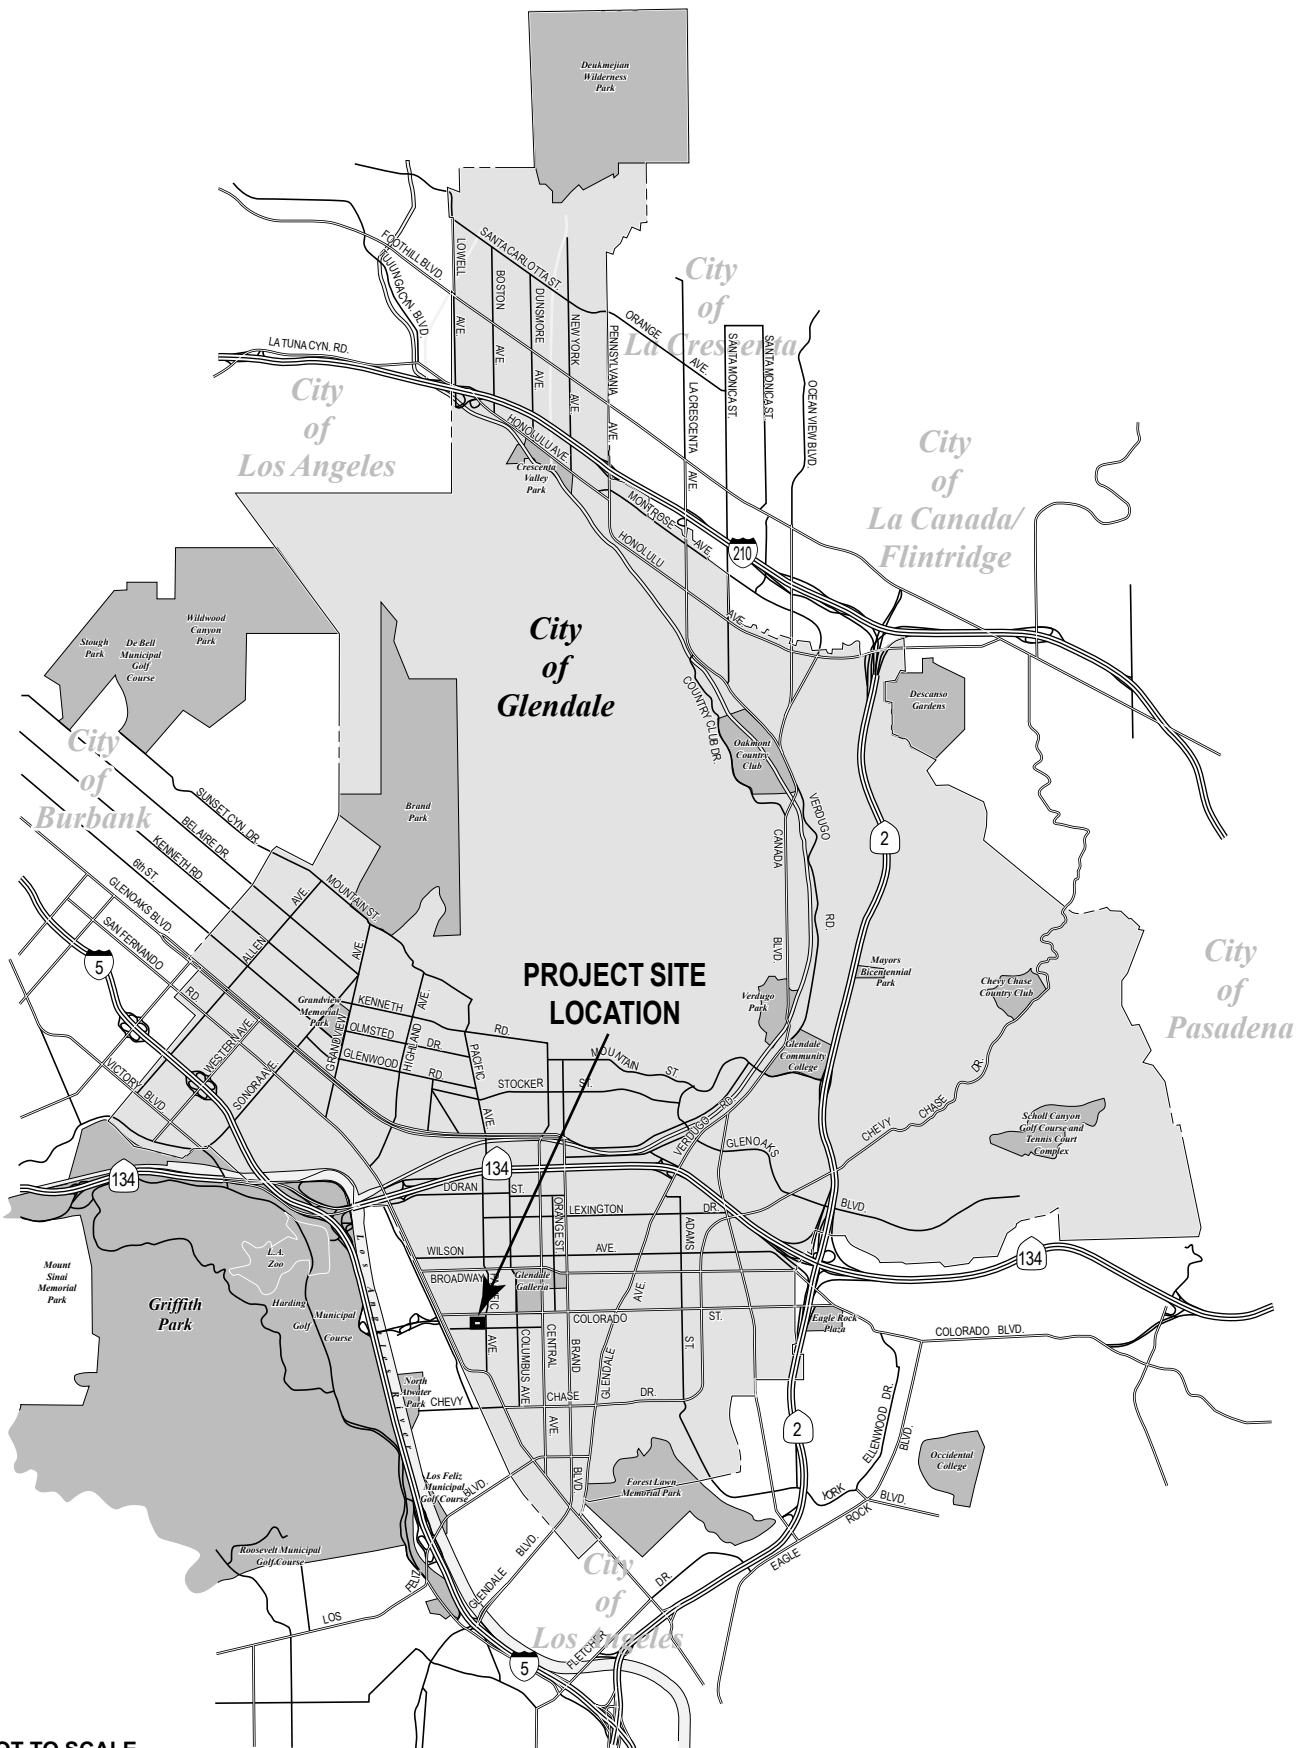 Deukmejian
Wilderness
Park
FOOTHILL BLVD.
TUJUNGA CYN. BLVD.
LOWELL
AVE.
SANTA CARLOTTA ST.
BOSTON
AVE.
DUNSMORE
AVE.
NEW YORK
AVE.
PENNSYLVANIA
AVE.
ORANGE
AVE.
City
of
La Crescenta
LA CRESCENTA
AVE.
SANTA MONICA ST.
SANTA MONICA ST.
OCEAN VIEW BLVD.
LA TUNA CYN. RD.
City
of
Los Angeles
HONOLULU AVE.
Crescenta
Valley
Park
MONTROSE
AVE.
HONOLULU
AVE.
210
City
of
La Canada/
Flintridge
Stough
Park
De Bell
Municipal
Golf
Course
Wildwood
Canyon
Park
City
of
Glendale
COUNTRY CLUB DR.
Oakmont
Country
Club
Descanso
Gardens
City
of
Burbank
SUNSET CYN. DR.
BELAIRE DR.
KENNETH RD.
6th ST.
GLENOAKS BLVD.
SAN FERNANDO
RD.
Brand
Park
VERDUGO
RD.
CANADA
BLVD
2
MOUNTAIN ST.
ALLEN
AVE.
5
WESTERN AVE.
SONORA AVE.
VICTORY BLVD
Grandview
Memorial
Park
GRANDVIEW
AVE.
KENNETH
RD.
OLMSTED
DR.
GLENWOOD
RD.
HIGHLAND
AVE.
PACIFIC
AVE.
PROJECT SITE
LOCATION
Verdugo
Park
Mayors
Bicentennial
Park
Chevy Chase
Country Club
City
of
Pasadena
Glendale
Community
College
MOUNTAIN
ST.
STOCKER
ST.
VERDUGO RD
GLENOAKS
BLVD.
CHEVY
CHASE
DR.
Scholl Canyon
Golf Course and
Tennis Court
Complex
134
134
134
DORAN
ST.
ORANGE ST.
LEXINGTON
DR.
ADAMS
ST.
WILSON
AVE.
BROADWAY
PACIFIC
AVE.
Glendale
Galleria
COLORADO
ST.
COLUMBUS AVE
CENTRAL
AVE.
BRAND
BLVD.
GLENDALE
AVE.
CHEVY
CHASE
DR.
Mount
Sinai
Memorial
Park
Griffith
Park
L.A.
Zoo
Harding
Golf
Municipal
Course
Los Angeles River
North
Atwater
Park
Eagle Rock
Plaza
COLORADO BLVD.
ELLENWOOD DR.
BLVD.
2
Occidental
College
Los Feliz
Municipal
Golf Course
BLVD.
Forest Lawn
Memorial Park
YORK
BLVD.
ROCK
EAGLE
Roosevelt Municipal
Golf Course
LOS
FELIZ
GLENDALE
BLVD.
City
of
Los Angeles
FLETCHER
DR.
5